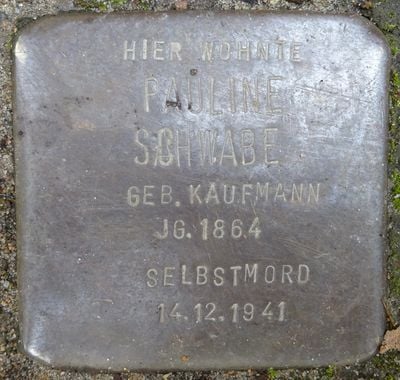 HIER WOHNTE
PAULINE
SCHWABE
GEB. KAUFMANN
JG. 1864
SELBSTMORD
14.12.1941